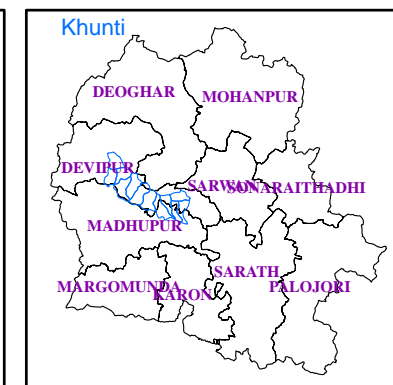 Khunti
DEOGHAR
MOHANPUR
DEVIPUR
SARWAN
SONARAITHADHI
MADHUPUR
SARATH
MARGOMUNDA
KARON
PALOJORI